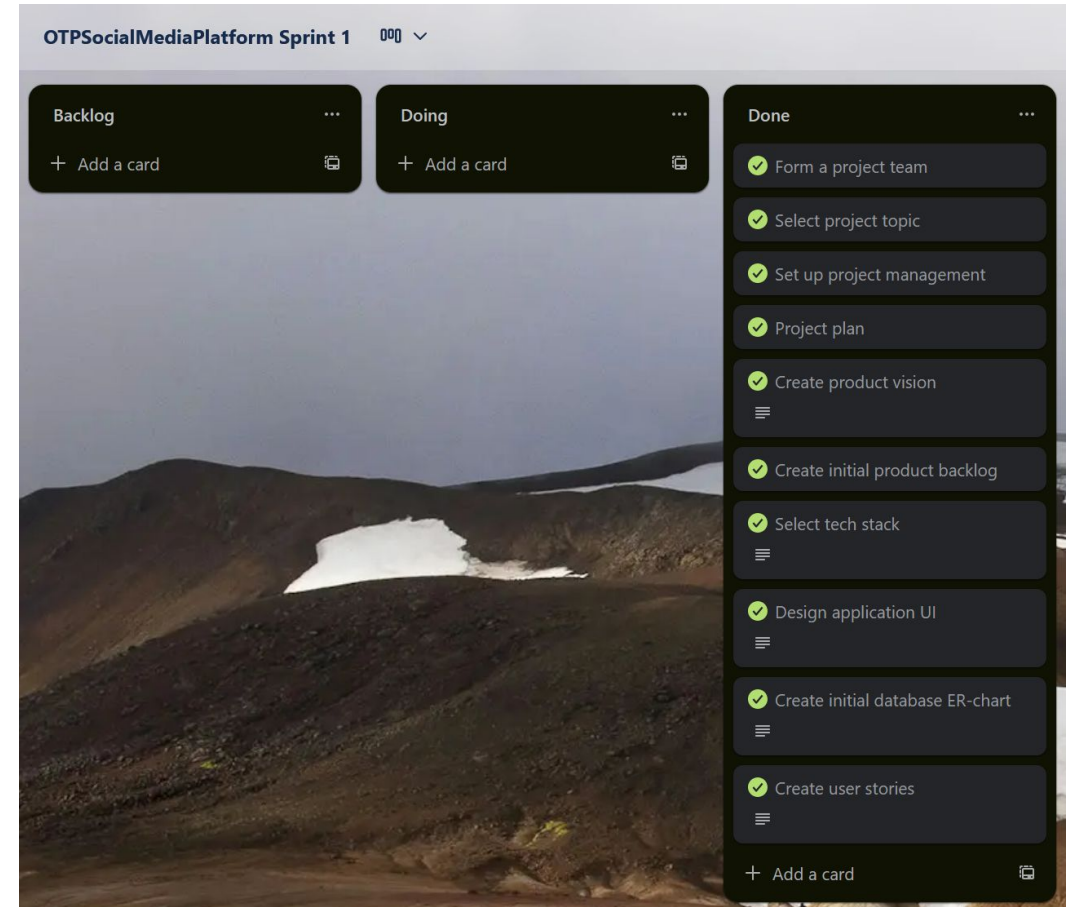 OTPSocialMediaPlatform Sprint 1
Backlog
Add a card
Doing
Add a card
Done
Form a project team
Select project topic
Set up project management
Project plan
Create product vision
Create initial product backlog
Select tech stack
Design application UI
Create initial database ER-chart
Create user stories
Add a card